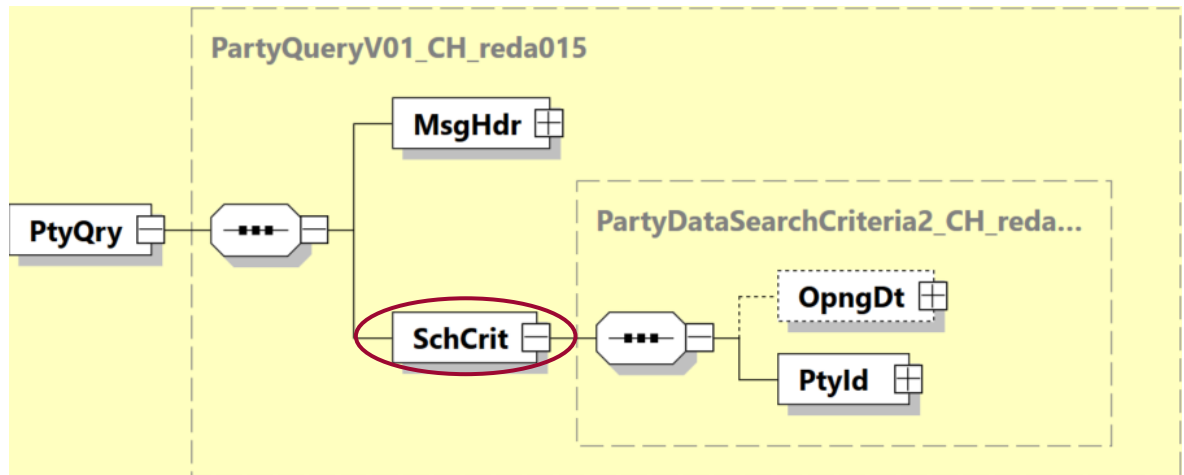 PartyQueryV01_CH_reda015
MsgHdr
PartyDataSearchCriteria2_CH_reda...
PtyQry
OpngDt
SchCrit
PtyId